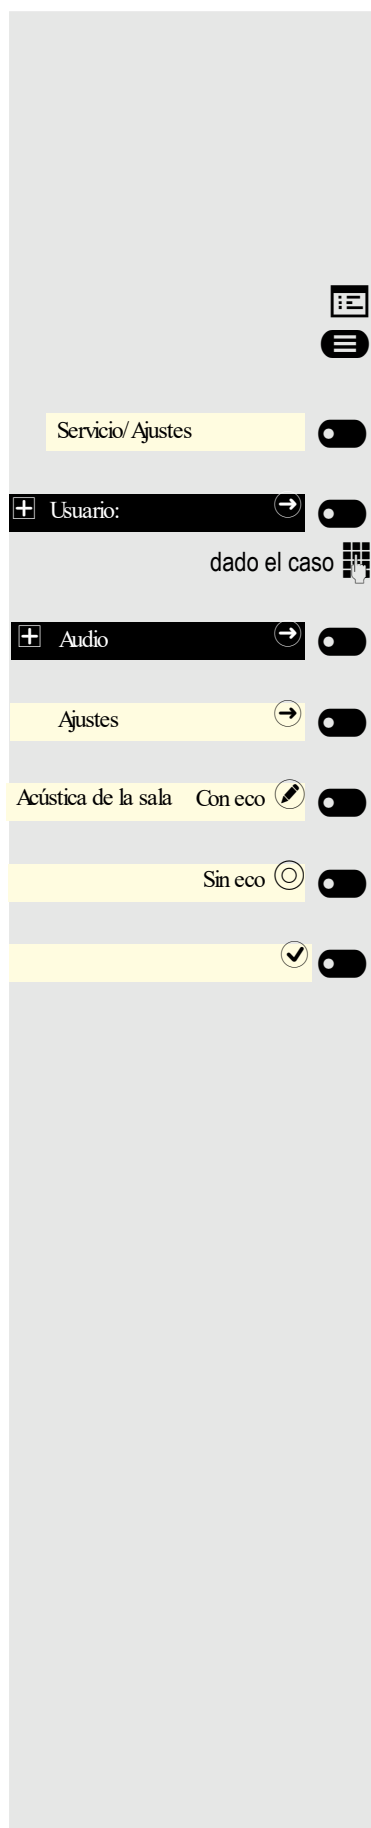 Servicio/Ajustes
Usuario:
dado el caso
Audio
Ajustes
Acústica de la sala Con eco
Sin eco